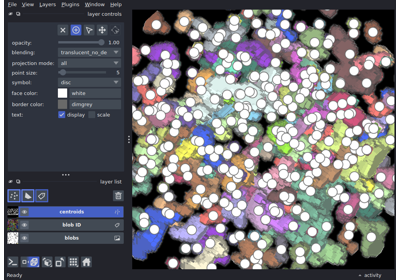 File View Layers Plugins Window Help
layer controls
opacity: 1.00
blending: translucent_no_de
projection mode: all
point size: 5
symbol: disc
face color: white
border color: dimgrey
text: display scale
layer list
centroids
blob ID
blobs
Ready
activity